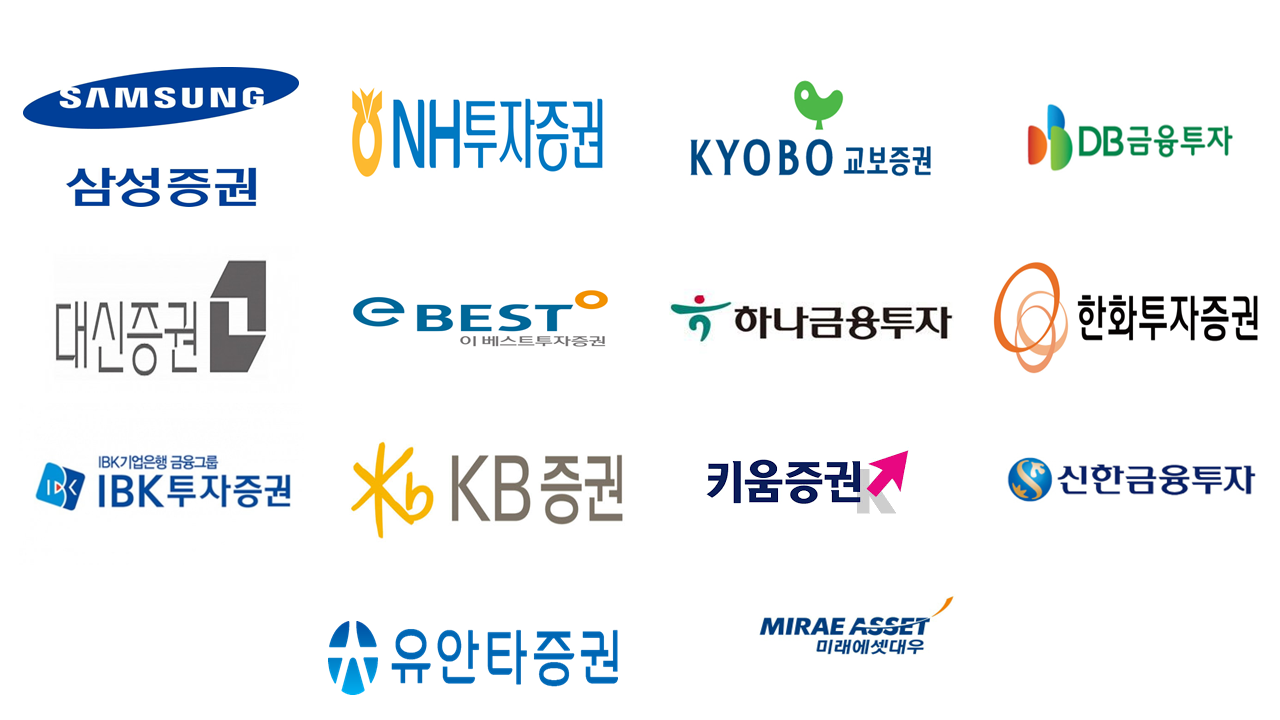 SAMSUNG
삼성증권
NH투자증권
KYOBO 교보증권
DB금융투자
대신증권
eBEST
이베스트투자증권
하나금융투자
한화투자증권
IBK
IBK기업은행 금융그룹
IBK투자증권
Kb KB증권
키움증권 K
신한금융투자
유안타증권
MIRAE ASSET
미래에셋대우